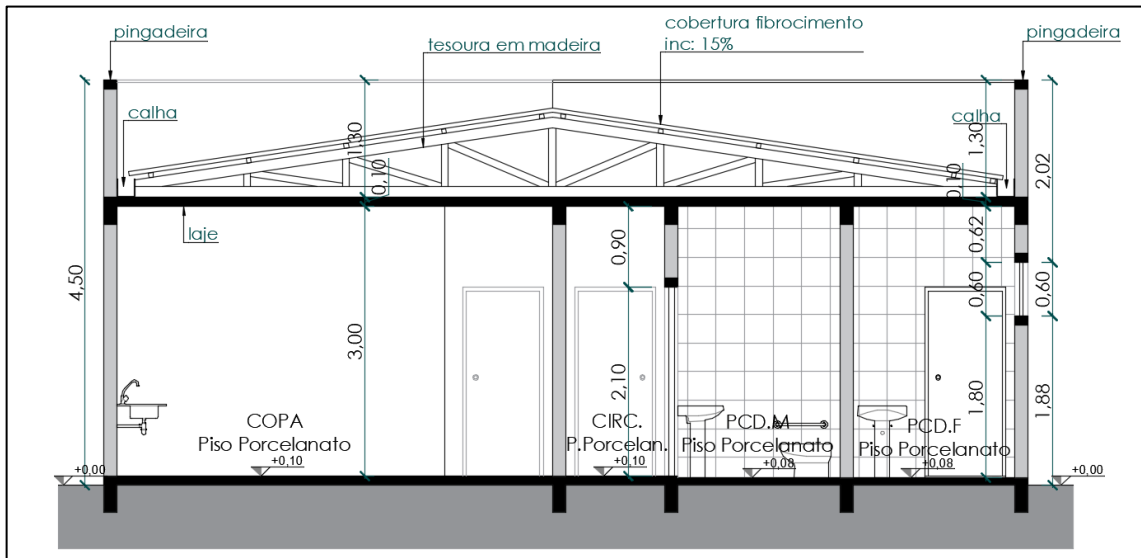 pingadeira
tesoura em madeira
cobertura fibrocimento
inc: 15%
pingadeira
calha
calha
1,30
0,10
1,30
0,10
2,02
laje
4,50
3,00
0,90
2,10
0,62
0,60
0,60
1,80
1,88
COPA
Piso Porcelanato
CIRC.
P.Porcelan.
PCD.M
Piso Porcelanato
PCD.F
Piso Porcelanato
+0,00
+0,10
+0,10
+0,08
+0,08
+0,00